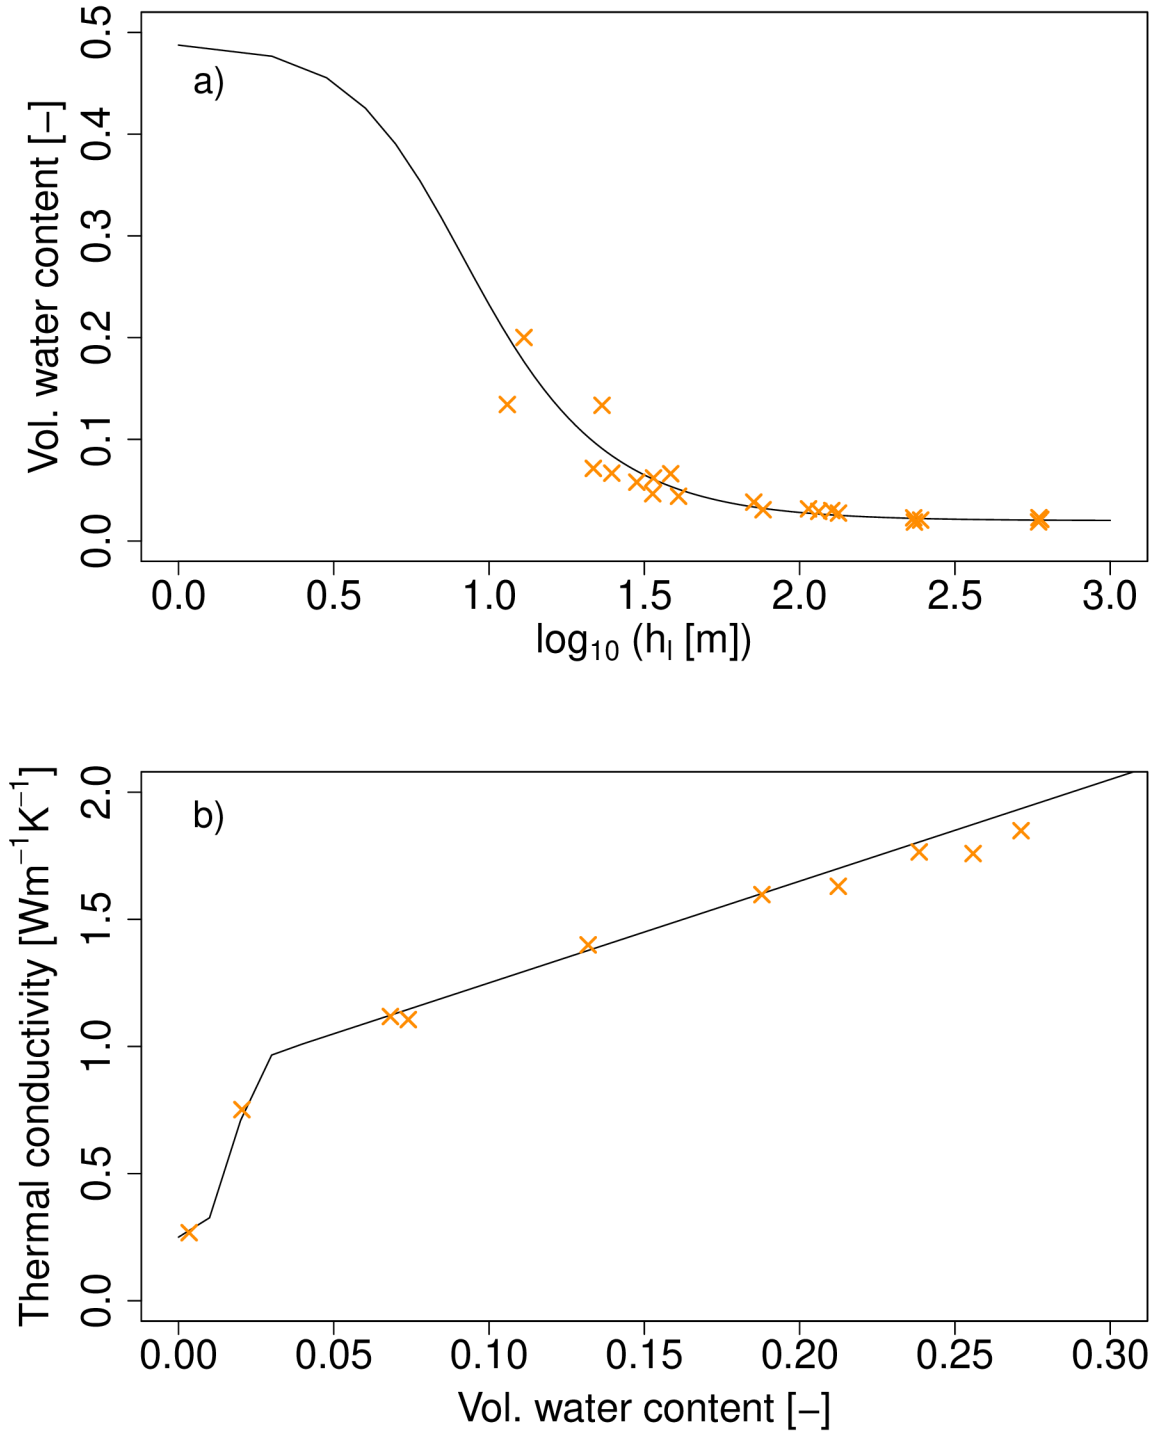 a)
Vol. water content [−]
0.0 0.1 0.2 0.3 0.4 0.5
0.0 0.5 1.0 1.5 2.0 2.5 3.0
log₁₀ (hₗ [m])
b)
Thermal conductivity [Wm⁻¹K⁻¹]
0.0 0.5 1.0 1.5 2.0
0.00 0.05 0.10 0.15 0.20 0.25 0.30
Vol. water content [−]